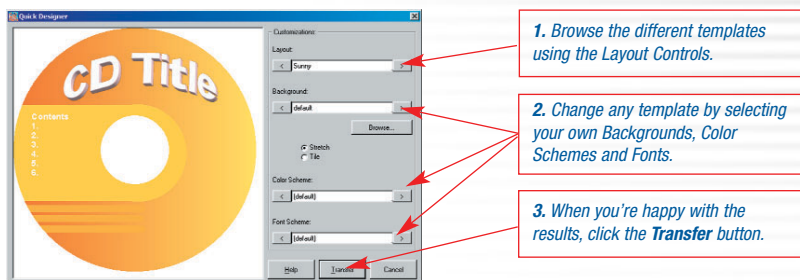 Quick Designer
CD Title
Contents
1.
2.
3.
4.
5.
6.
Customizations:
Layout:
< Sunny >
Background:
< default
Browse...
Stretch
Tile
Color Scheme:
< (default) >
Font Scheme:
< (default) >
Help Transfer Cancel
1. Browse the different templates
using the Layout Controls.
2. Change any template by selecting
your own Backgrounds, Color
Schemes and Fonts.
3. When you're happy with the
results, click the Transfer button.